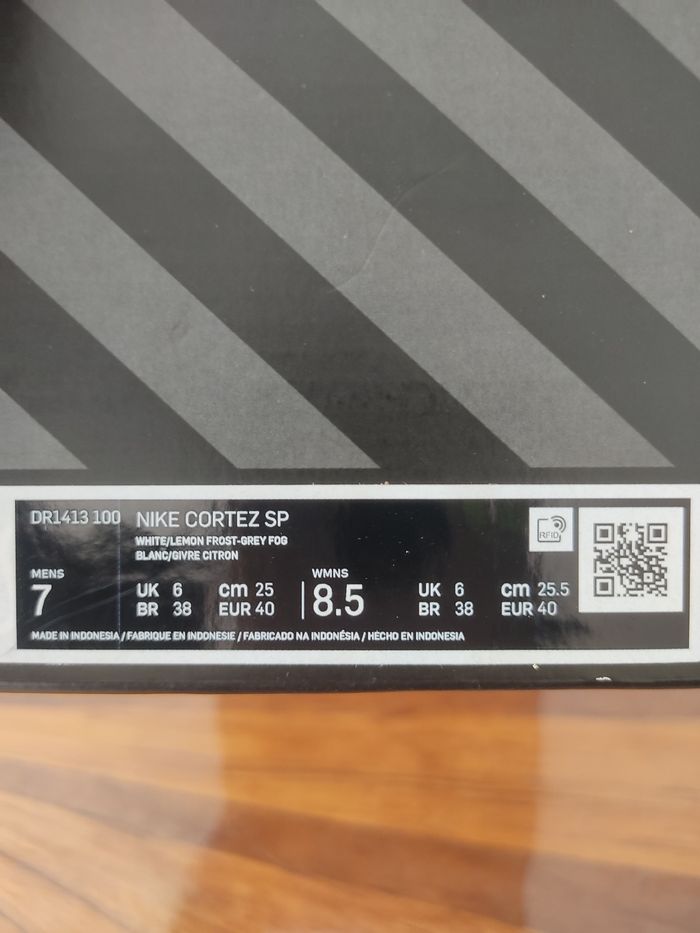 DR1413 100 NIKE CORTEZ SP
WHITE/LEMON FROST-GREY FOG
BLANC/GIVRE CITRON
RFID
MENS
7
UK 6 cm 25
BR 38 EUR 40
WMNS
8.5
UK 6 cm 25.5
BR 38 EUR 40
MADE IN INDONESIA / FABRIQUE EN INDONESIE / FABRICADO NA INDONÉSIA / HECHO EN INDONESIA